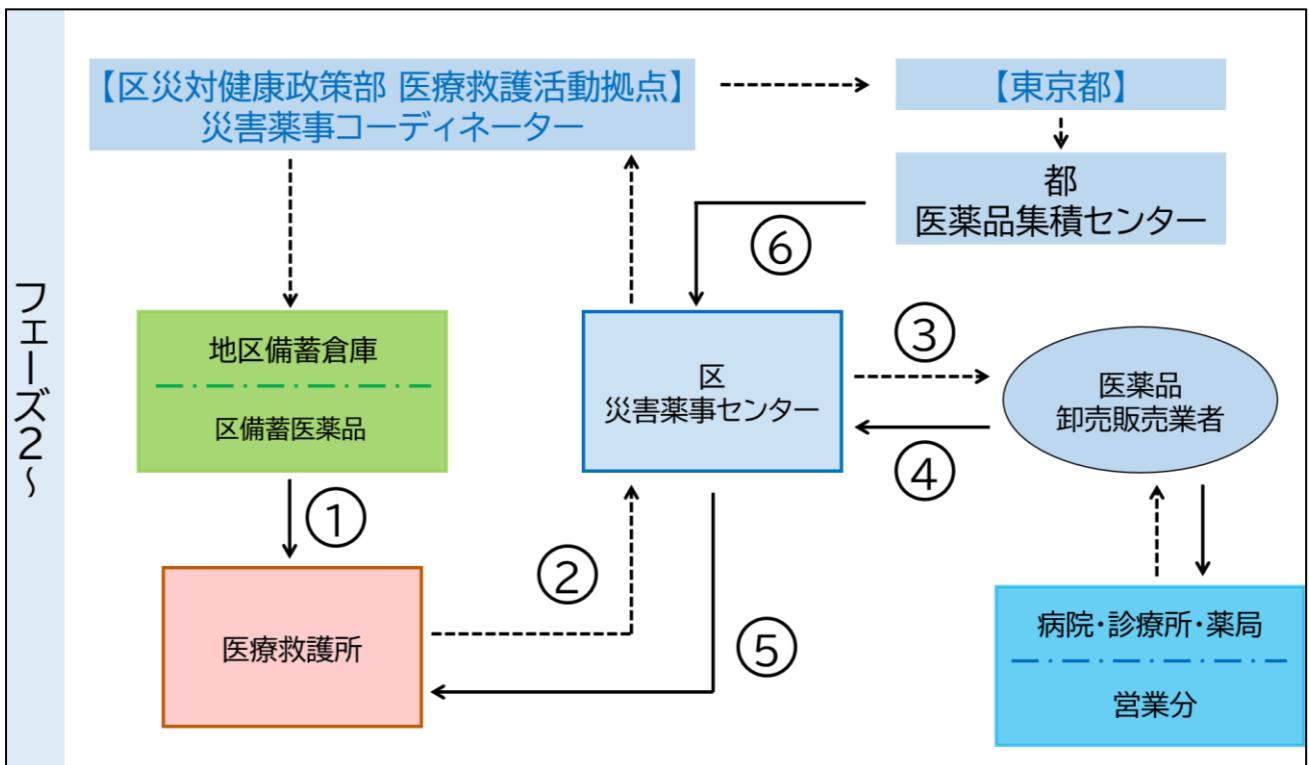 フェーズ2~
【区災対健康政策部 医療救護活動拠点】
災害薬事コーディネーター
【東京都】
都
医薬品集積センター
⑥
地区備蓄倉庫
区備蓄医薬品
区
災害薬事センター
③
医薬品
卸売販売業者
④
①
②
医療救護所
⑤
病院・診療所・薬局
営業分